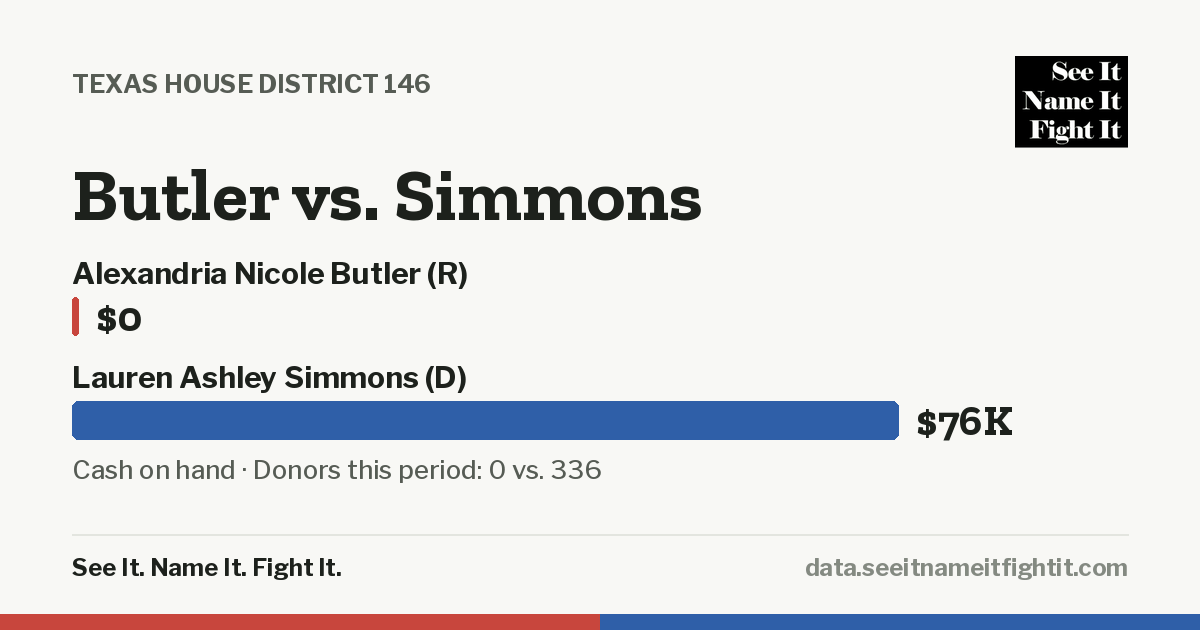 TEXAS HOUSE DISTRICT 146
See It
Name It
Fight It
Butler vs. Simmons
Alexandria Nicole Butler (R)
$0
Lauren Ashley Simmons (D)
$76K
Cash on hand · Donors this period: 0 vs. 336
See It. Name It. Fight It.
data.seeitnameitfightit.com